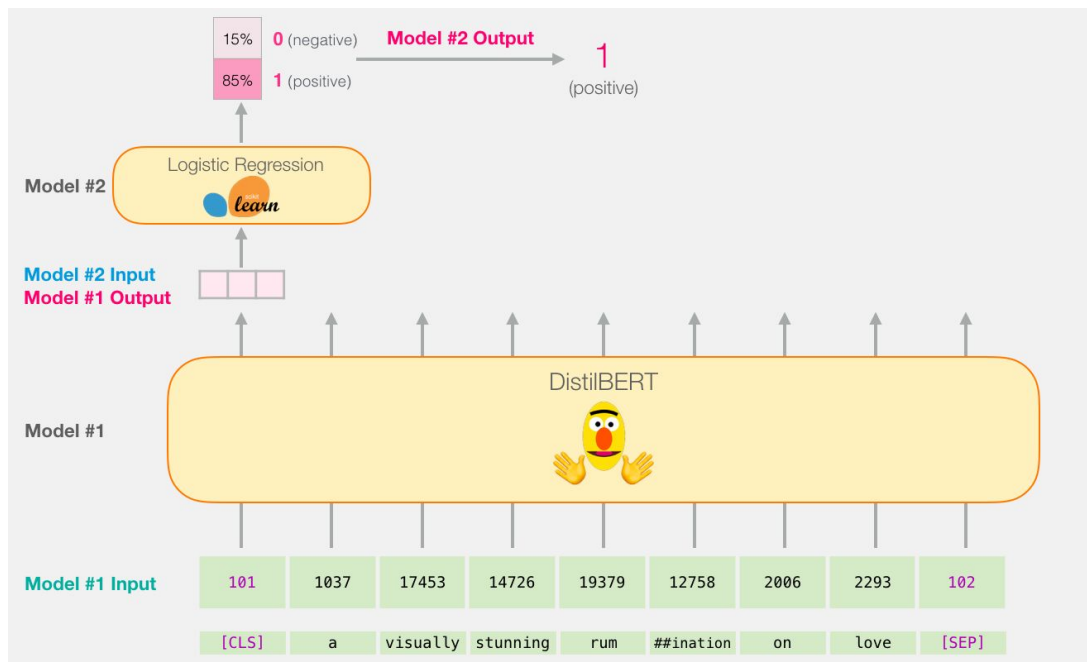 15% 0 (negative) Model #2 Output 1
85% 1 (positive) (positive)
Logistic Regression
Model #2
scikit
learn
Model #2 Input
Model #1 Output
DistilBERT
Model #1
Model #1 Input 101 1037 17453 14726 19379 12758 2006 2293 102
[CLS] a visually stunning rum ##ination on love [SEP]